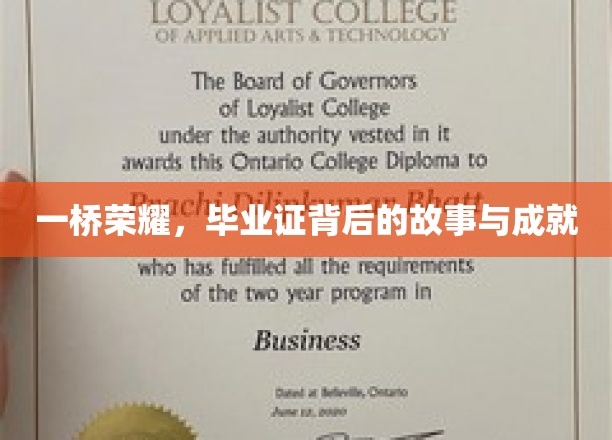 LOYALIST COLLEGE
OF APPLIED ARTS & TECHNOLOGY
The Board of Governors
of Loyalist College
under the authority vested in it
awards this Ontario College Diploma to
Prachi Dilipkumar Bhatt
一桥荣耀，毕业证背后的故事与成就
who has fulfilled all the requirements
of the two year program in
Business
Dated at Belleville, Ontario
June 12, 2020